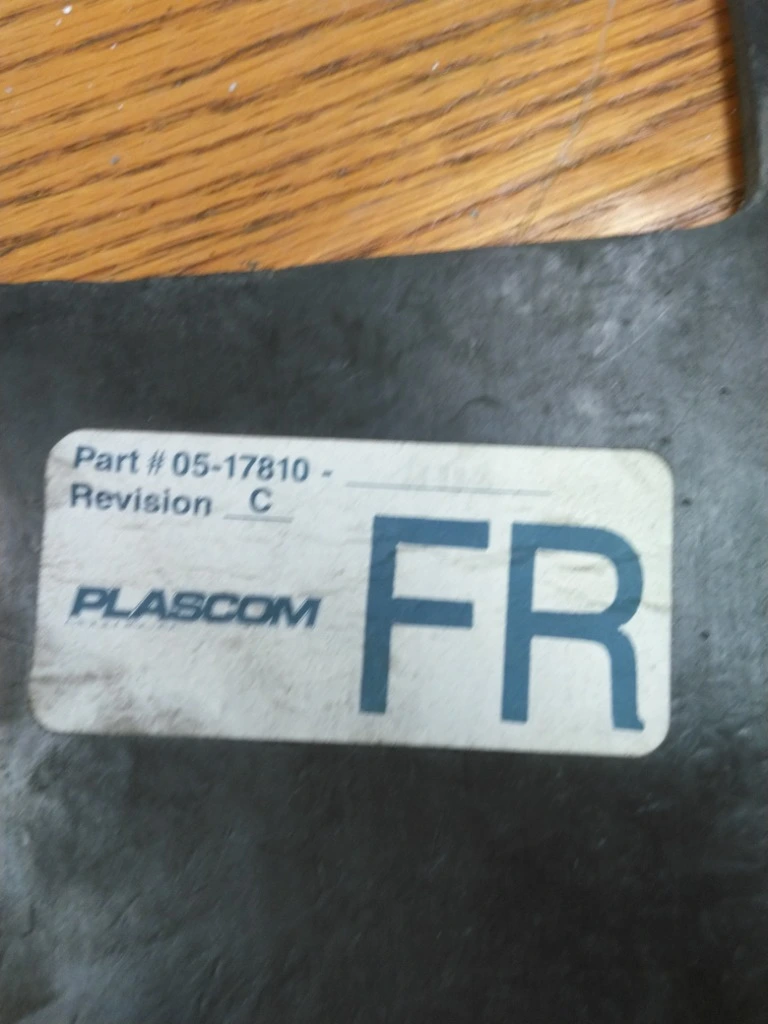 Part # 05-17810 -
Revision C
PLASCOM
FR